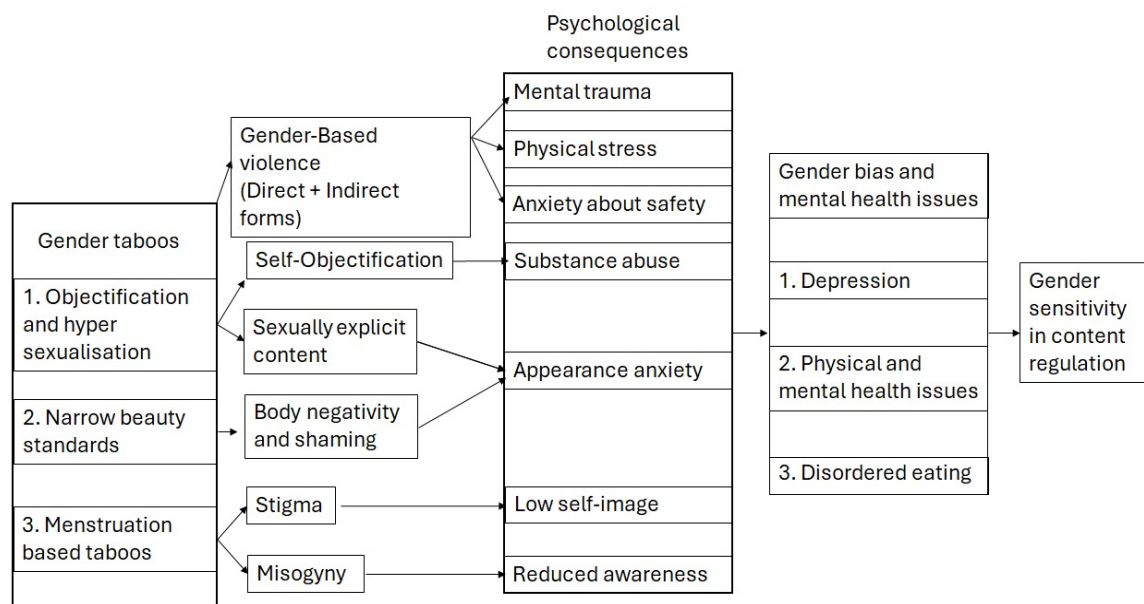 Psychological
consequences
Gender taboos
1. Objectification
and hyper
sexualisation
2. Narrow beauty
standards
3. Menstruation
based taboos
Gender-Based
violence
(Direct + Indirect
forms)
Self-Objectification
Sexually explicit
content
Body negativity
and shaming
Stigma
Misogyny
Mental trauma
Physical stress
Anxiety about safety
Substance abuse
Appearance anxiety
Low self-image
Reduced awareness
Gender bias and
mental health issues
1. Depression
2. Physical and
mental health issues
3. Disordered eating
Gender
sensitivity
in content
regulation